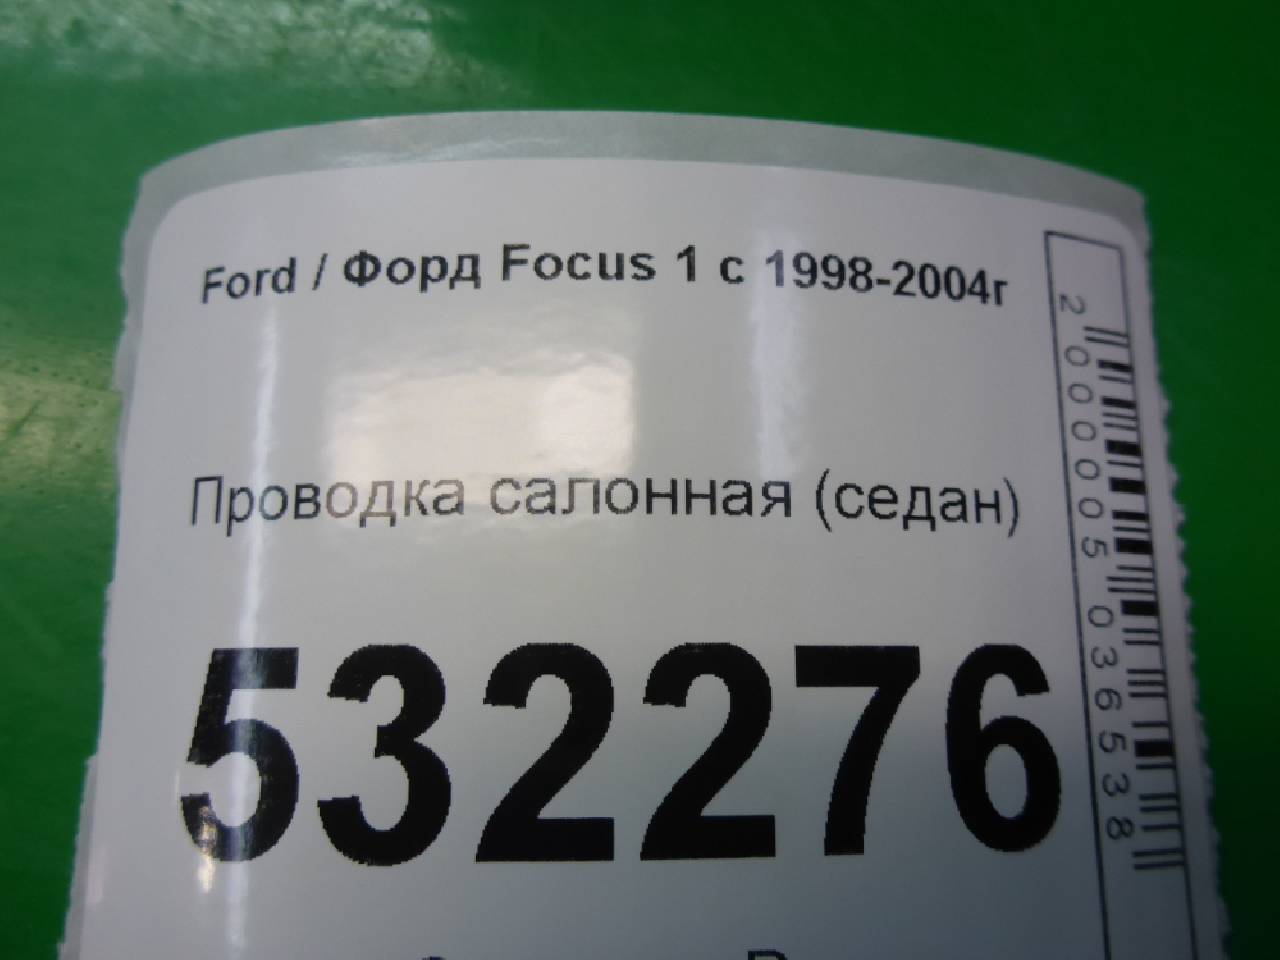 Ford / Форд Focus 1 с 1998-2004г
Проводка салонная (седан)
532276
2000005036538